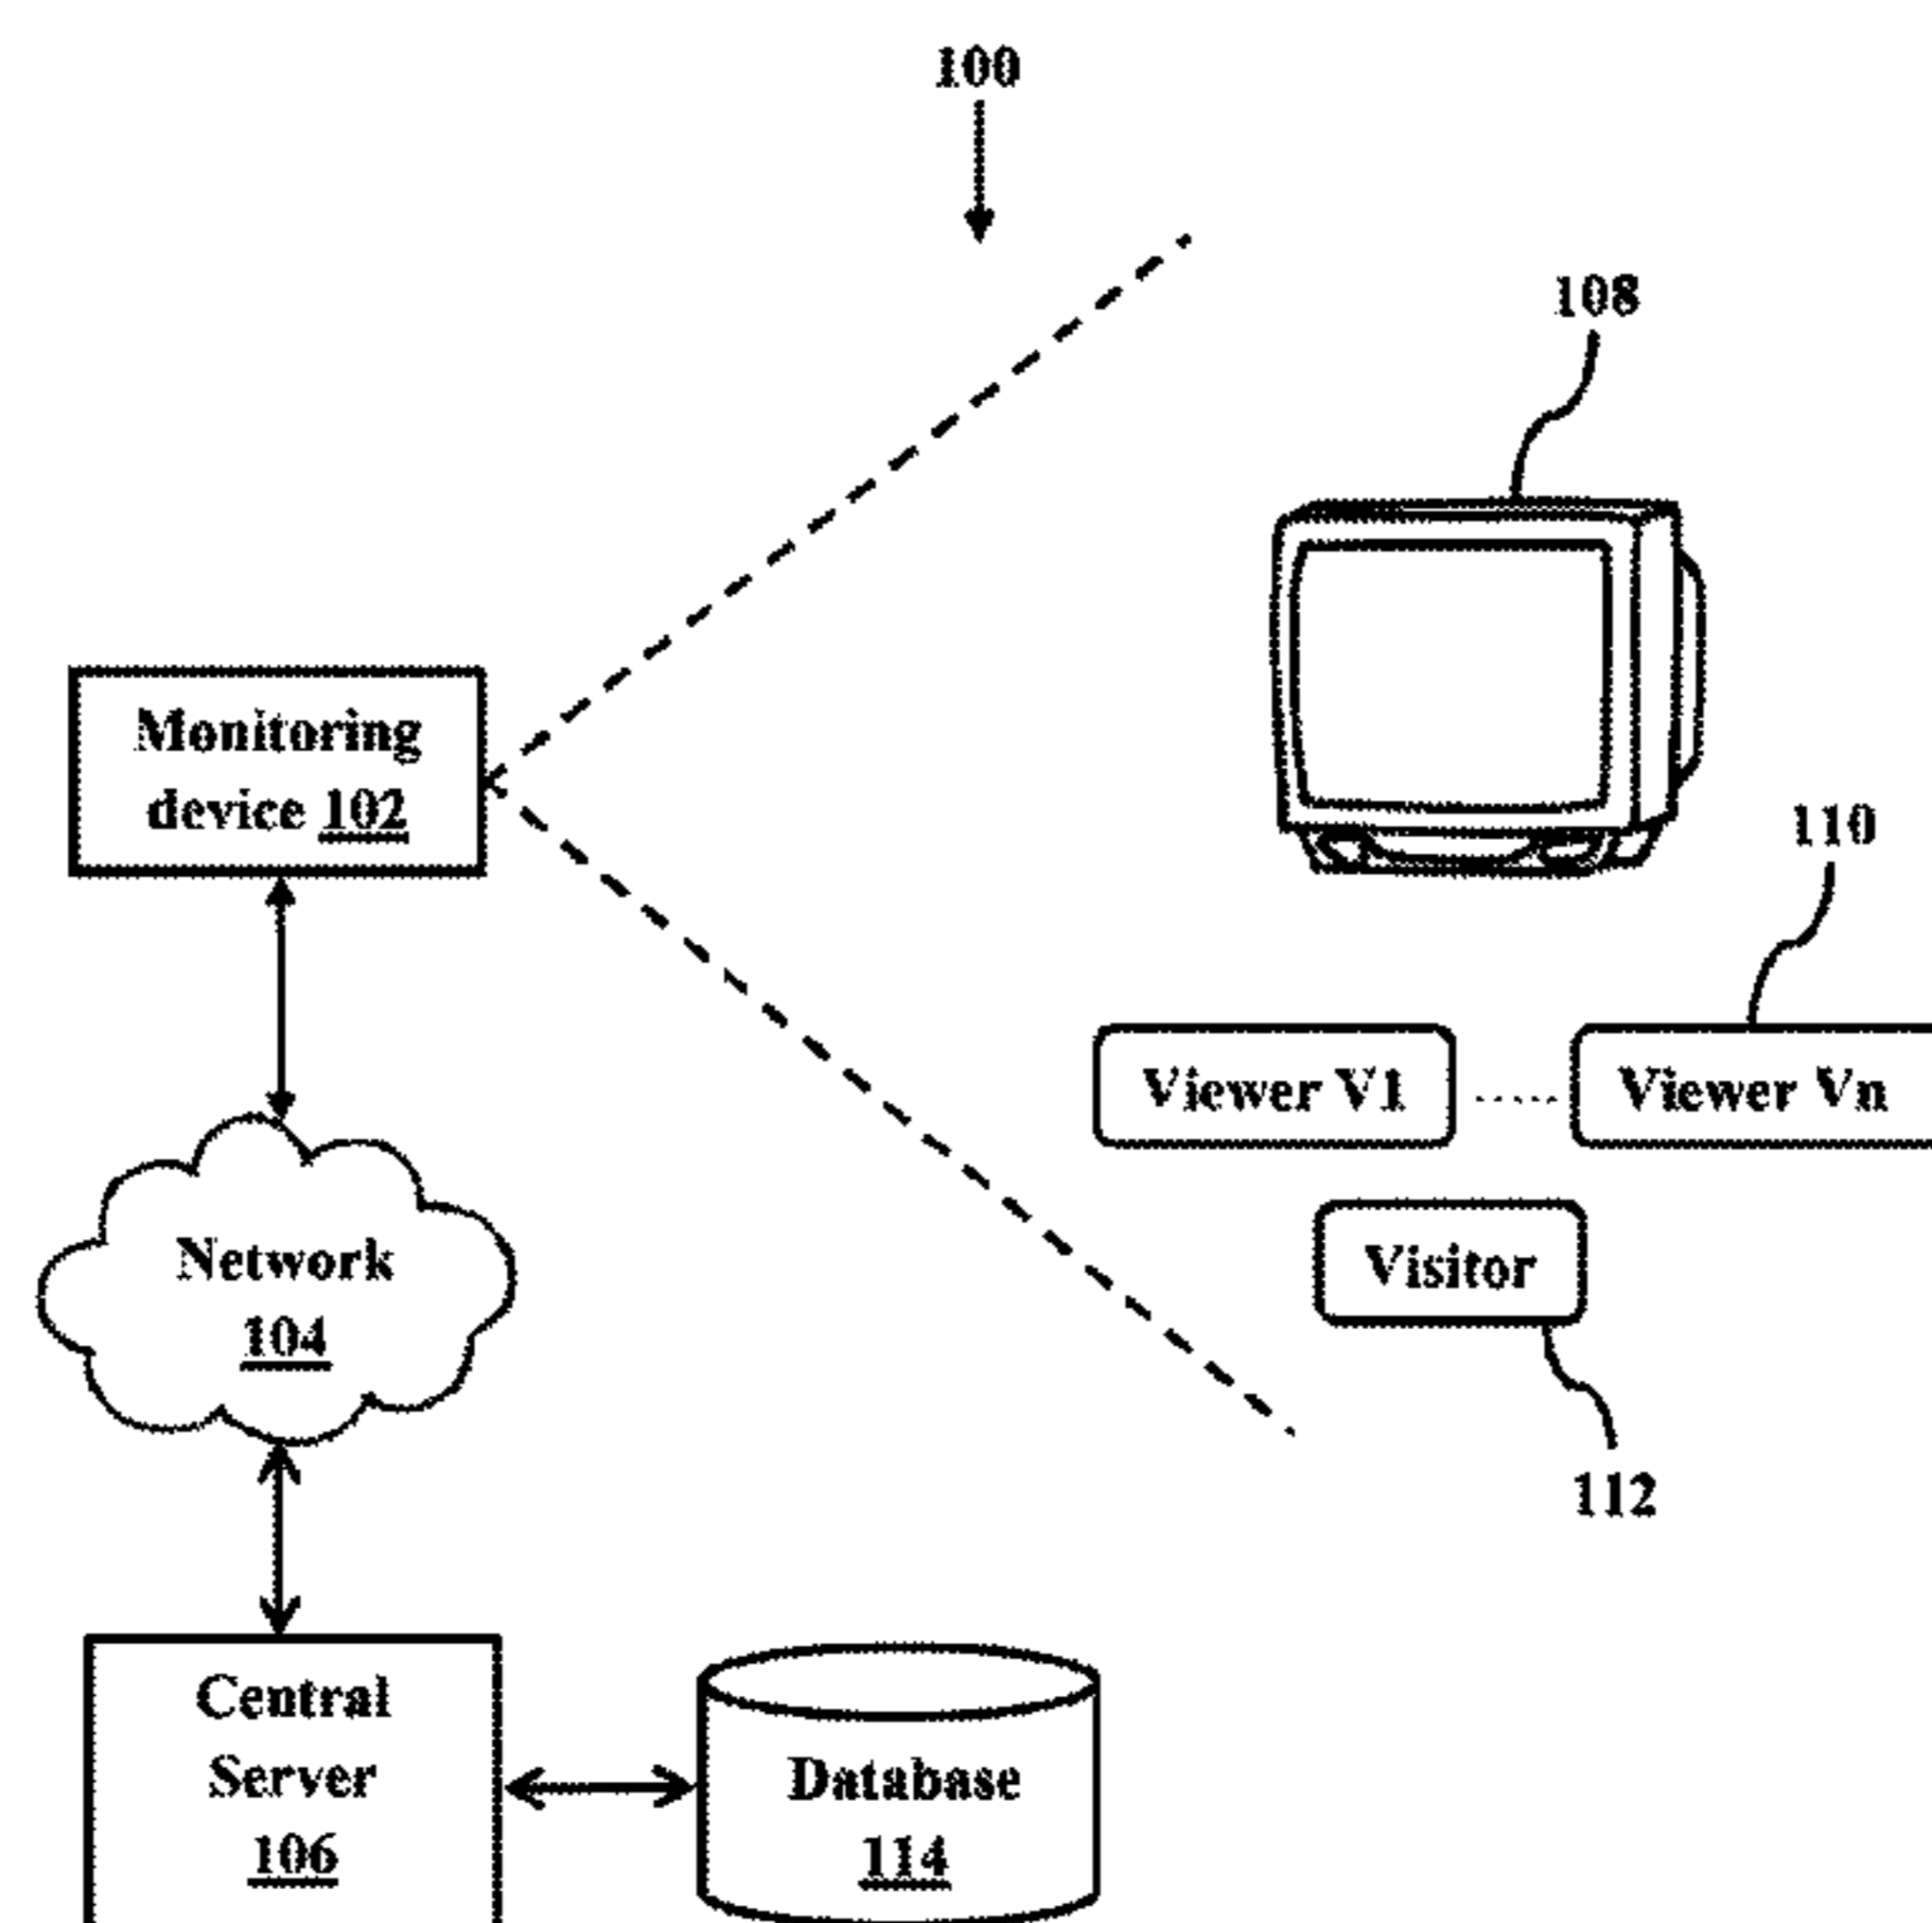 100
108
Monitoring
device 102
110
Viewer V1 ..... Viewer Vn
Network
104
Visitor
112
Central
Server
106
Database
114